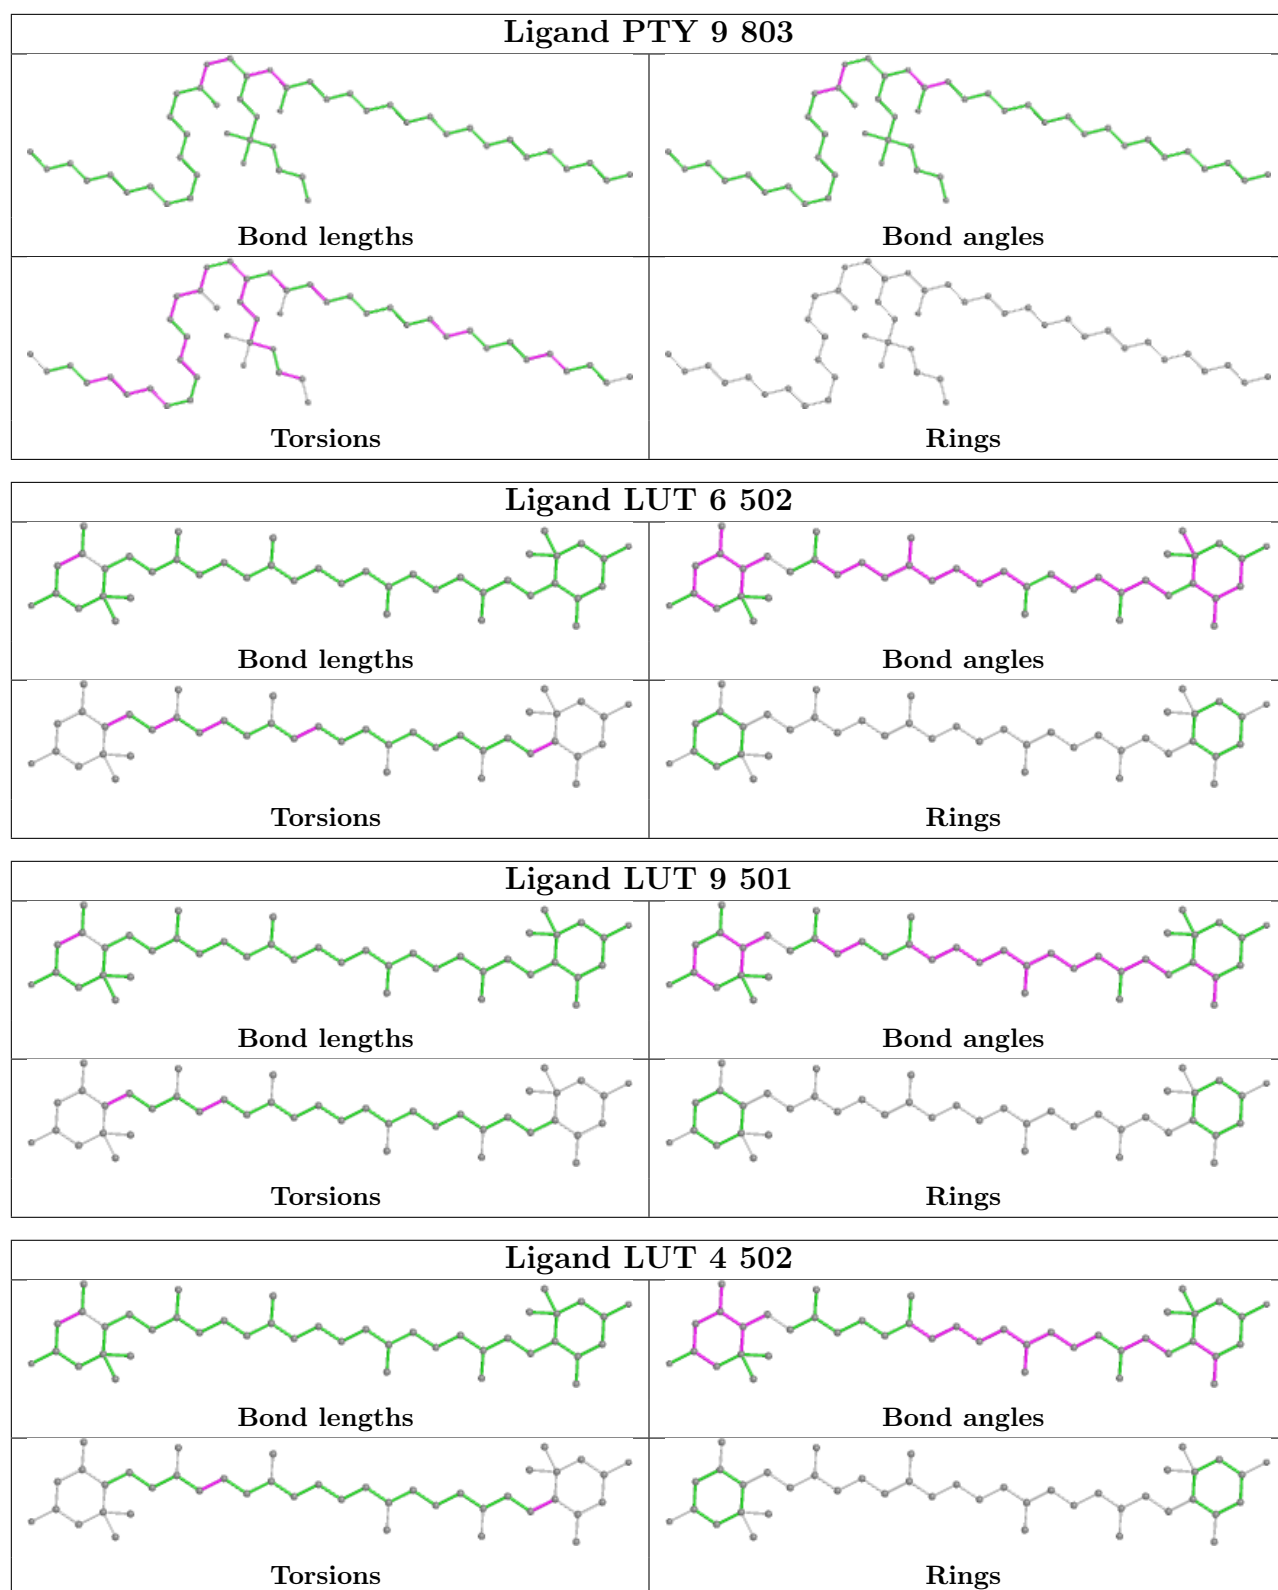 Ligand PTY 9 803
Bond lengths Bond angles
Torsions Rings
Ligand LUT 6 502
Bond lengths Bond angles
Torsions Rings
Ligand LUT 9 501
Bond lengths Bond angles
Torsions Rings
Ligand LUT 4 502
Bond lengths Bond angles
Torsions Rings